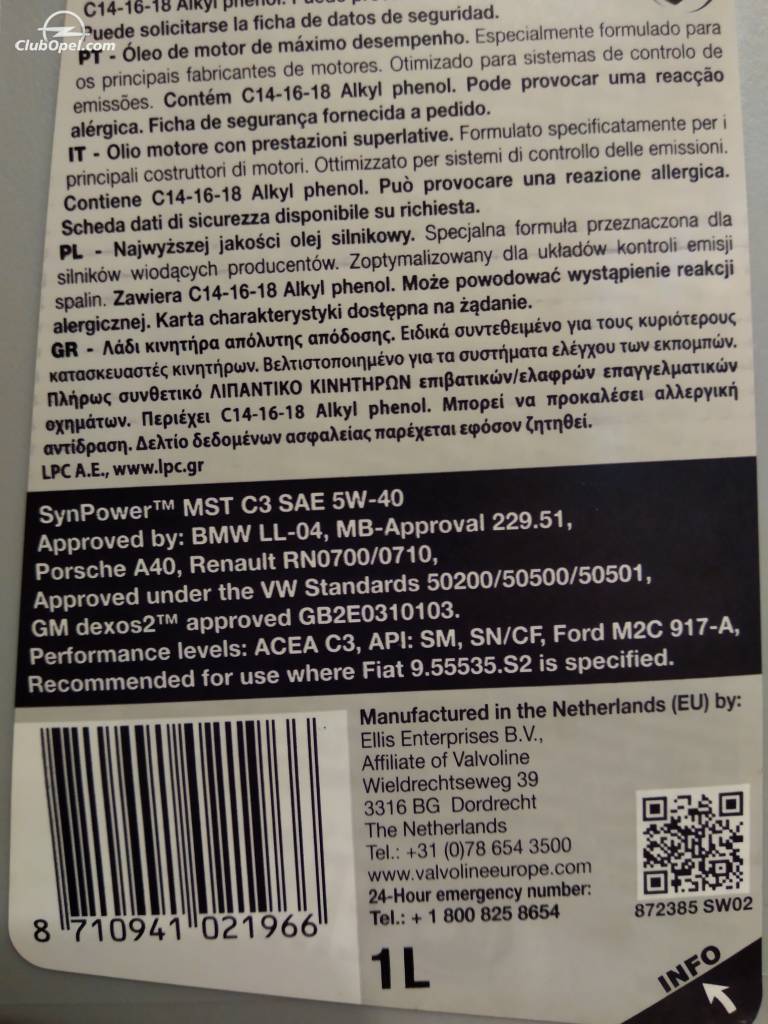 ClubOpel.com
C14-16-18 Alkyl phenol.
Puede solicitarse la ficha de datos de seguridad.
PT - Óleo de motor de máximo desempenho. Especialmente formulado para
os principais fabricantes de motores. Otimizado para sistemas de controlo de
emissões. Contém C14-16-18 Alkyl phenol. Pode provocar uma reacção
alérgica. Ficha de segurança fornecida a pedido.
IT - Olio motore con prestazioni superlative. Formulato specificatamente per i
principali costruttori di motori. Ottimizzato per sistemi di controllo delle emissioni.
Contiene C14-16-18 Alkyl phenol. Può provocare una reazione allergica.
Scheda dati di sicurezza disponibile su richiesta.
PL - Najwyższej jakości olej silnikowy. Specjalna formuła przeznaczona dla
silników wiodących producentów. Zoptymalizowany dla układów kontroli emisji
spalin. Zawiera C14-16-18 Alkyl phenol. Może powodować wystąpienie reakcji
alergicznej. Karta charakterystyki dostępna na żądanie.
GR - Λάδι κινητήρα απόλυτης απόδοσης. Ειδικά συντεθειμένο για τους κυριότερους
κατασκευαστές κινητήρων. Βελτιστοποιημένο για τα συστήματα ελέγχου των εκπομπών.
Πλήρως συνθετικό ΛΙΠΑΝΤΙΚΟ ΚΙΝΗΤΗΡΩΝ επιβατικών/ελαφρών επαγγελματικών
οχημάτων. Περιέχει C14-16-18 Alkyl phenol. Μπορεί να προκαλέσει αλλεργική
αντίδραση. Δελτίο δεδομένων ασφαλείας παρέχεται εφόσον ζητηθεί.
LPC A.E., www.lpc.gr
SynPower™ MST C3 SAE 5W-40
Approved by: BMW LL-04, MB-Approval 229.51,
Porsche A40, Renault RN0700/0710,
Approved under the VW Standards 50200/50500/50501,
GM dexos2™ approved GB2E0310103.
Performance levels: ACEA C3, API: SM, SN/CF, Ford M2C 917-A,
Recommended for use where Fiat 9.55535.S2 is specified.
Manufactured in the Netherlands (EU) by:
Ellis Enterprises B.V.,
Affiliate of Valvoline
Wieldrechtseweg 39
3316 BG Dordrecht
The Netherlands
Tel.: +31 (0)78 654 3500
www.valvolineeurope.com
24-Hour emergency number:
Tel.: + 1 800 825 8654
872385 SW02
8 710941 021966
1L
INFO